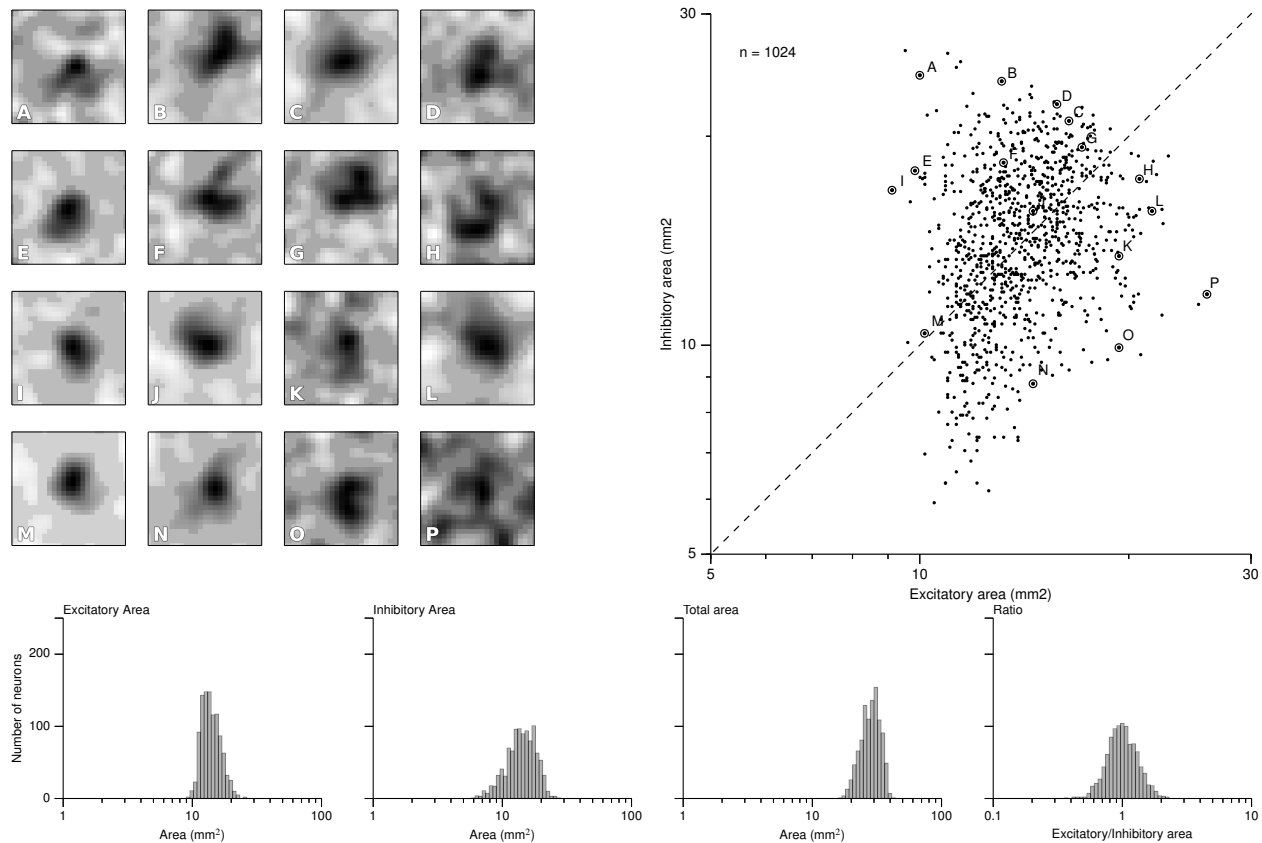 A
B
C
D
E
F
G
H
I
J
K
L
M
N
O
P
30
n = 1024
A
B
D
C
G
F
E
H
I
L
J
K
P
M
10
O
N
Inhibitory area (mm2
5
5
10
30
Excitatory area (mm2)
Excitatory Area
Inhibitory Area
Total area
Ratio
200
100
0
Number of neurons
1
10
100
1
10
100
1
10
100
0.1
1
10
Area (mm²)
Area (mm²)
Area (mm²)
Excitatory/Inhibitory area